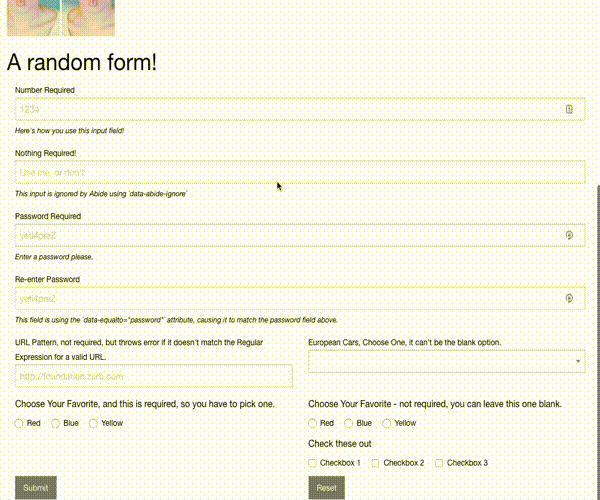 A random form!
Number Required
1234
Here's how you use this input field!
Nothing Required!
Use me, or don't
This input is ignored by Abide using `data-abide-ignore`
Password Required
yeti4preZ
Enter a password please.
Re-enter Password
yeti4preZ
This field is using the `data-equalto="password"` attribute, causing it to match the password field above.
URL Pattern, not required, but throws error if it doesn't match the Regular
Expression for a valid URL.
http://foundation.zurb.com
European Cars, Choose One, it can't be the blank option.
Choose Your Favorite, and this is required, so you have to pick one.
Red Blue Yellow
Choose Your Favorite - not required, you can leave this one blank.
Red Blue Yellow
Check these out
Checkbox 1 Checkbox 2 Checkbox 3
Submit
Reset